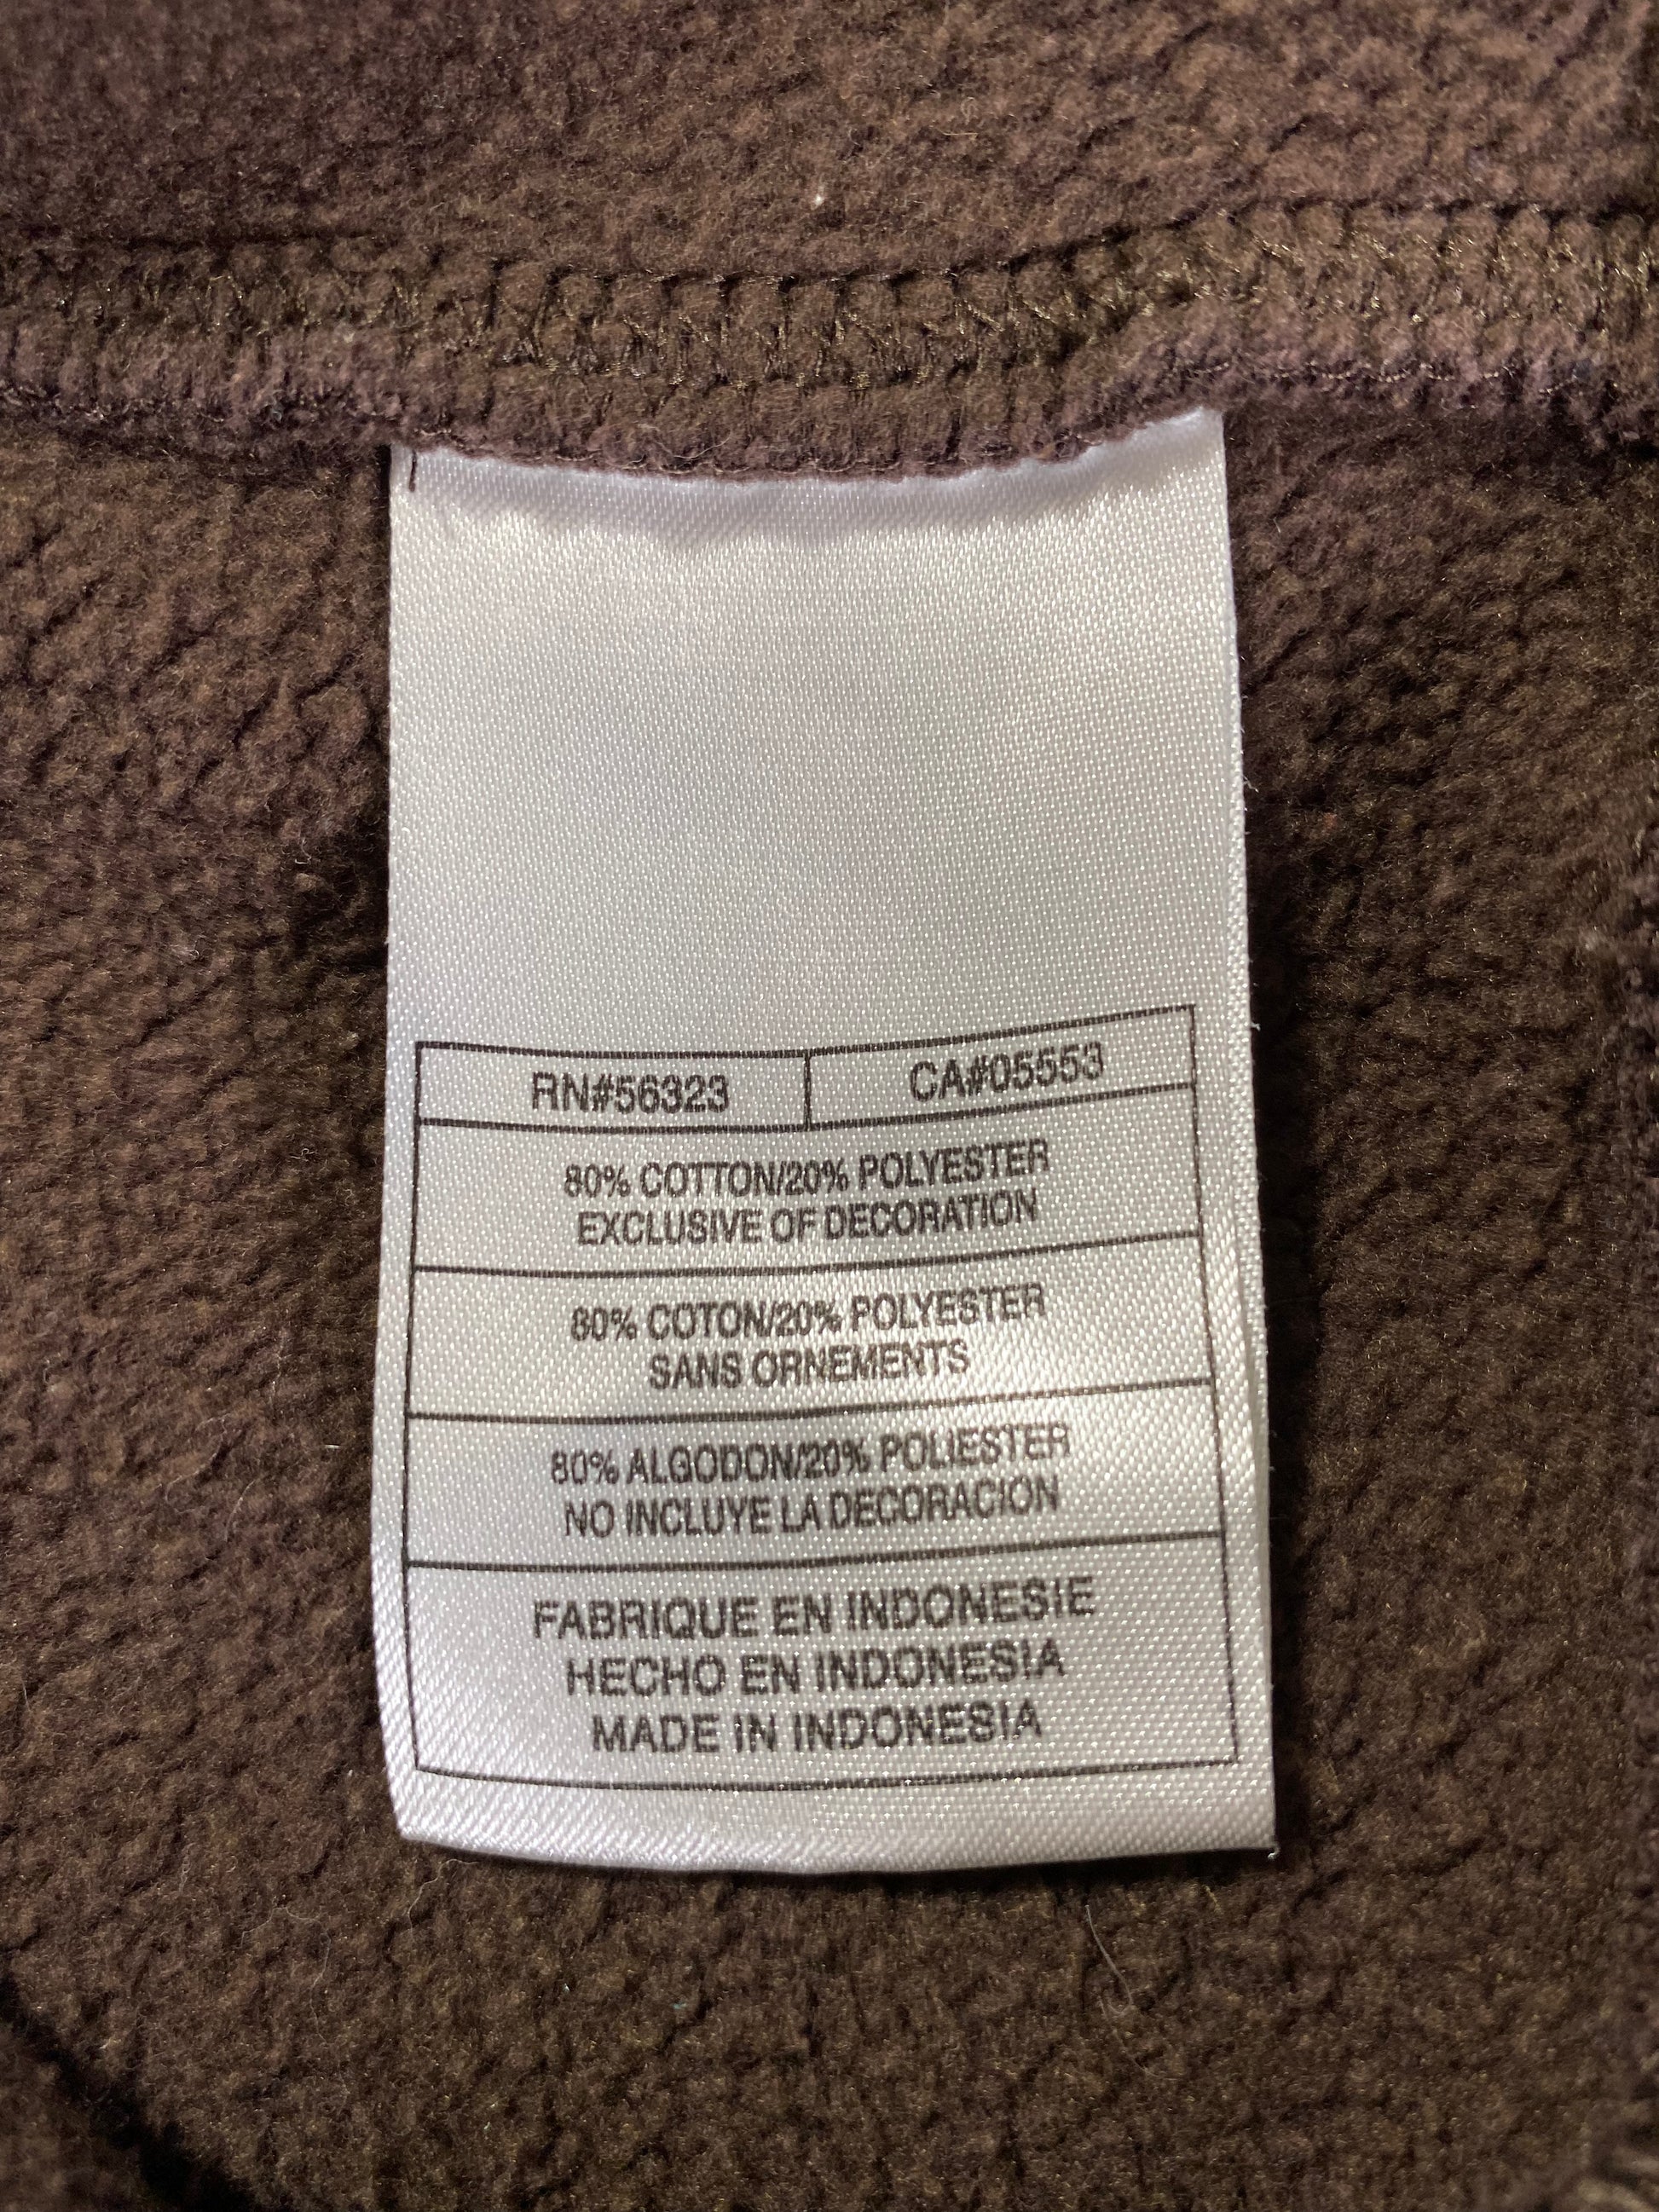 RN#56323 CA#05553
80% COTTON/20% POLYESTER
EXCLUSIVE OF DECORATION
80% COTON/20% POLYESTER
SANS ORNEMENTS
80% ALGODON/20% POLIESTER
NO INCLUYE LA DECORACION
FABRIQUE EN INDONESIE
HECHO EN INDONESIA
MADE IN INDONESIA